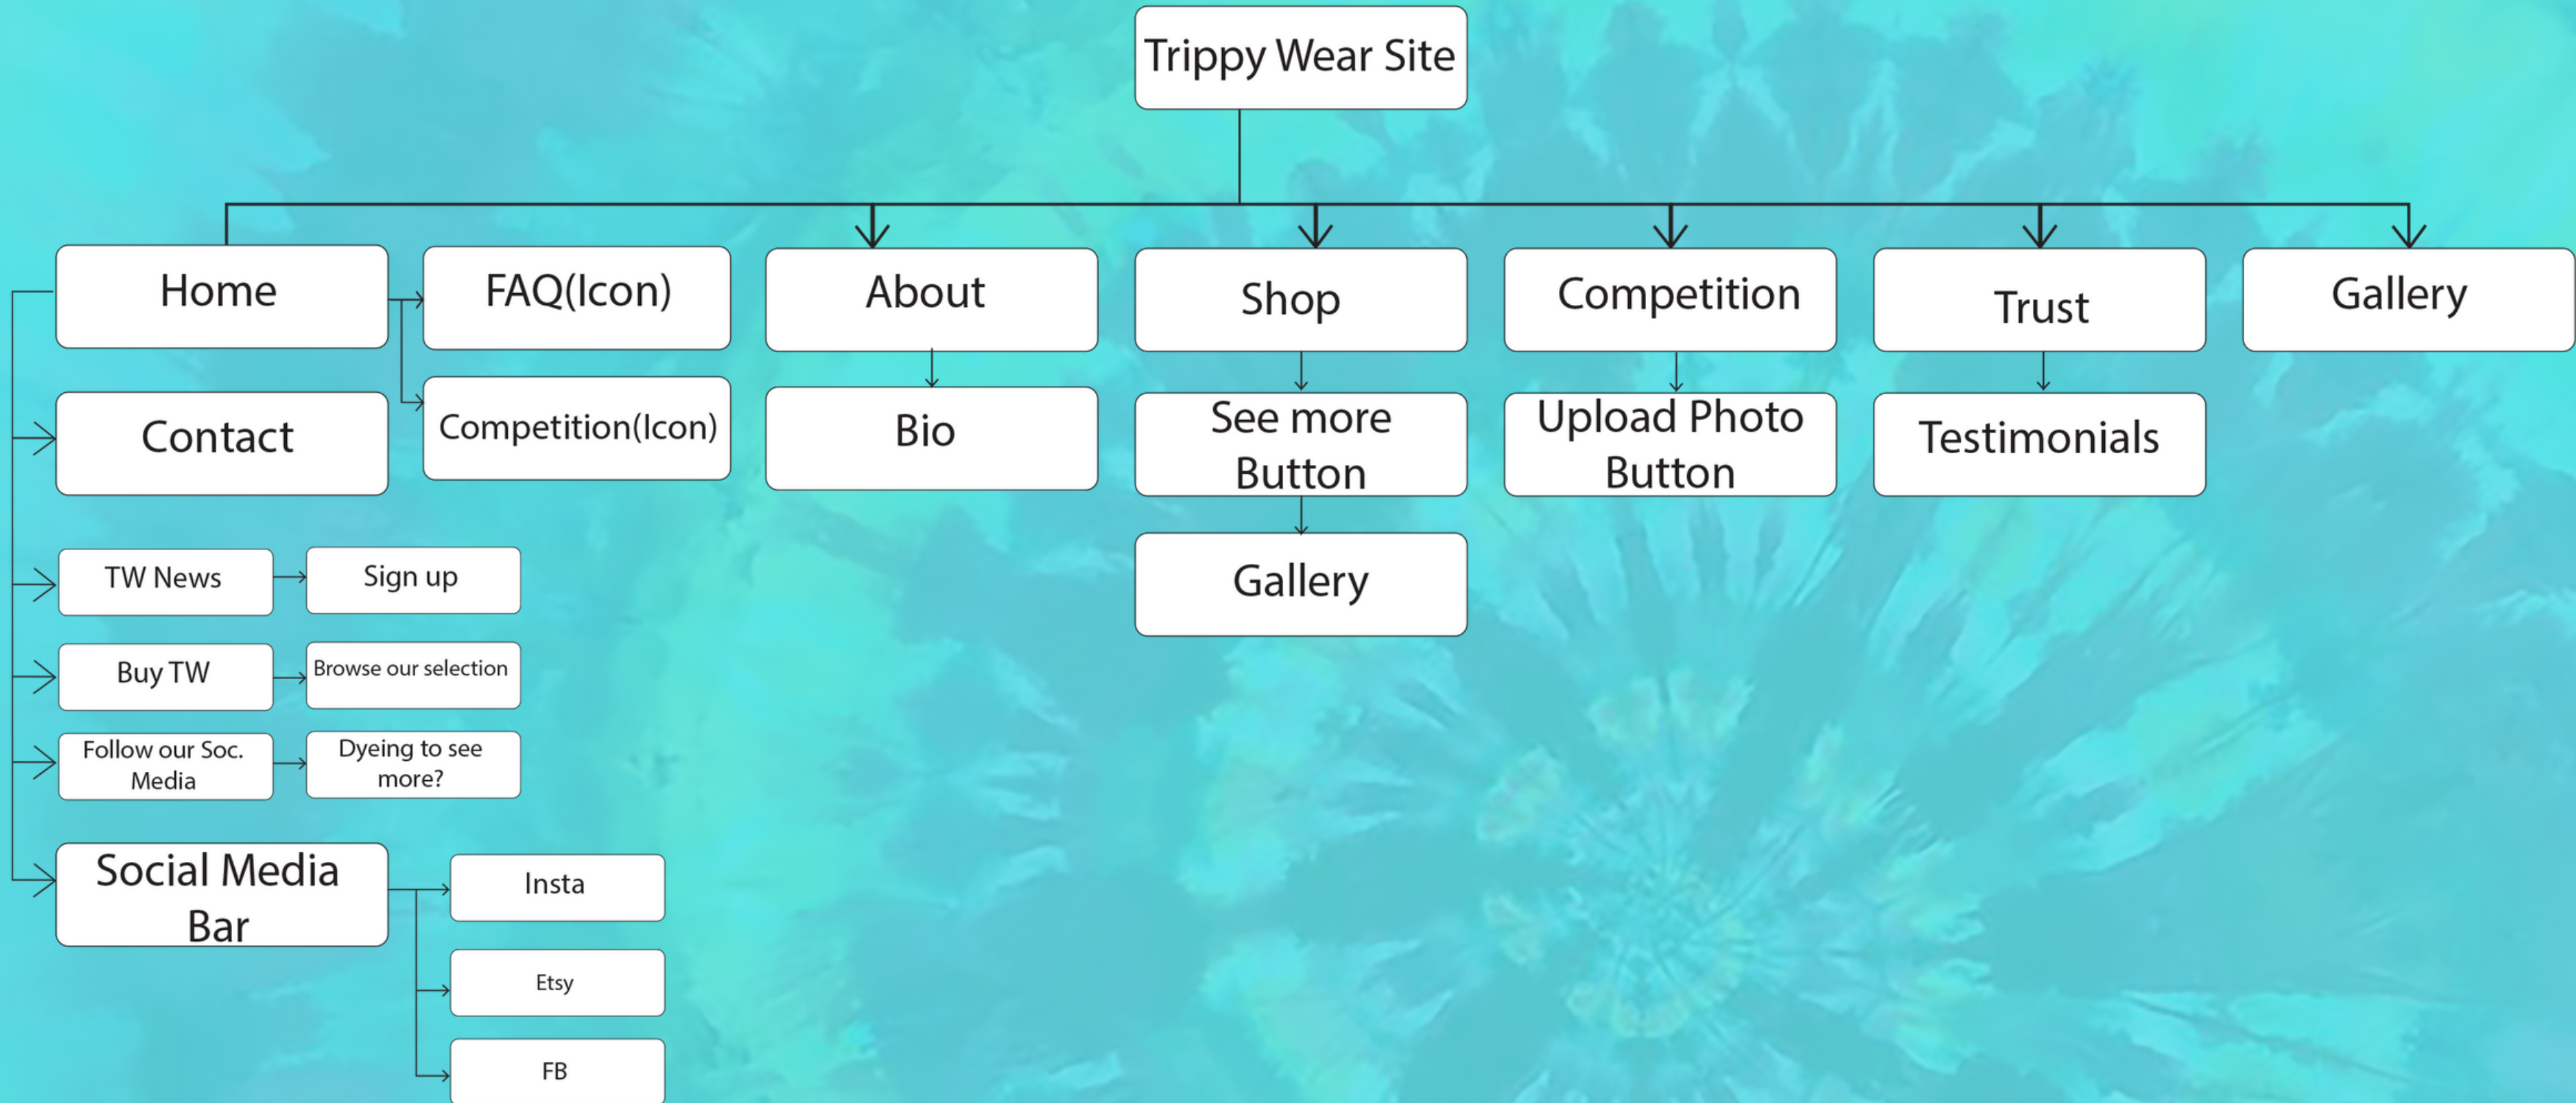 Trippy Wear Site
Home
FAQ(Icon)
About
Shop
Competition
Trust
Gallery
Contact
Competition(Icon)
Bio
See more
Button
Upload Photo
Button
Testimonials
Gallery
TW News
Sign up
Buy TW
Browse our selection
Follow our Soc.
Media
Dyeing to see
more?
Social Media
Bar
Insta
Etsy
FB